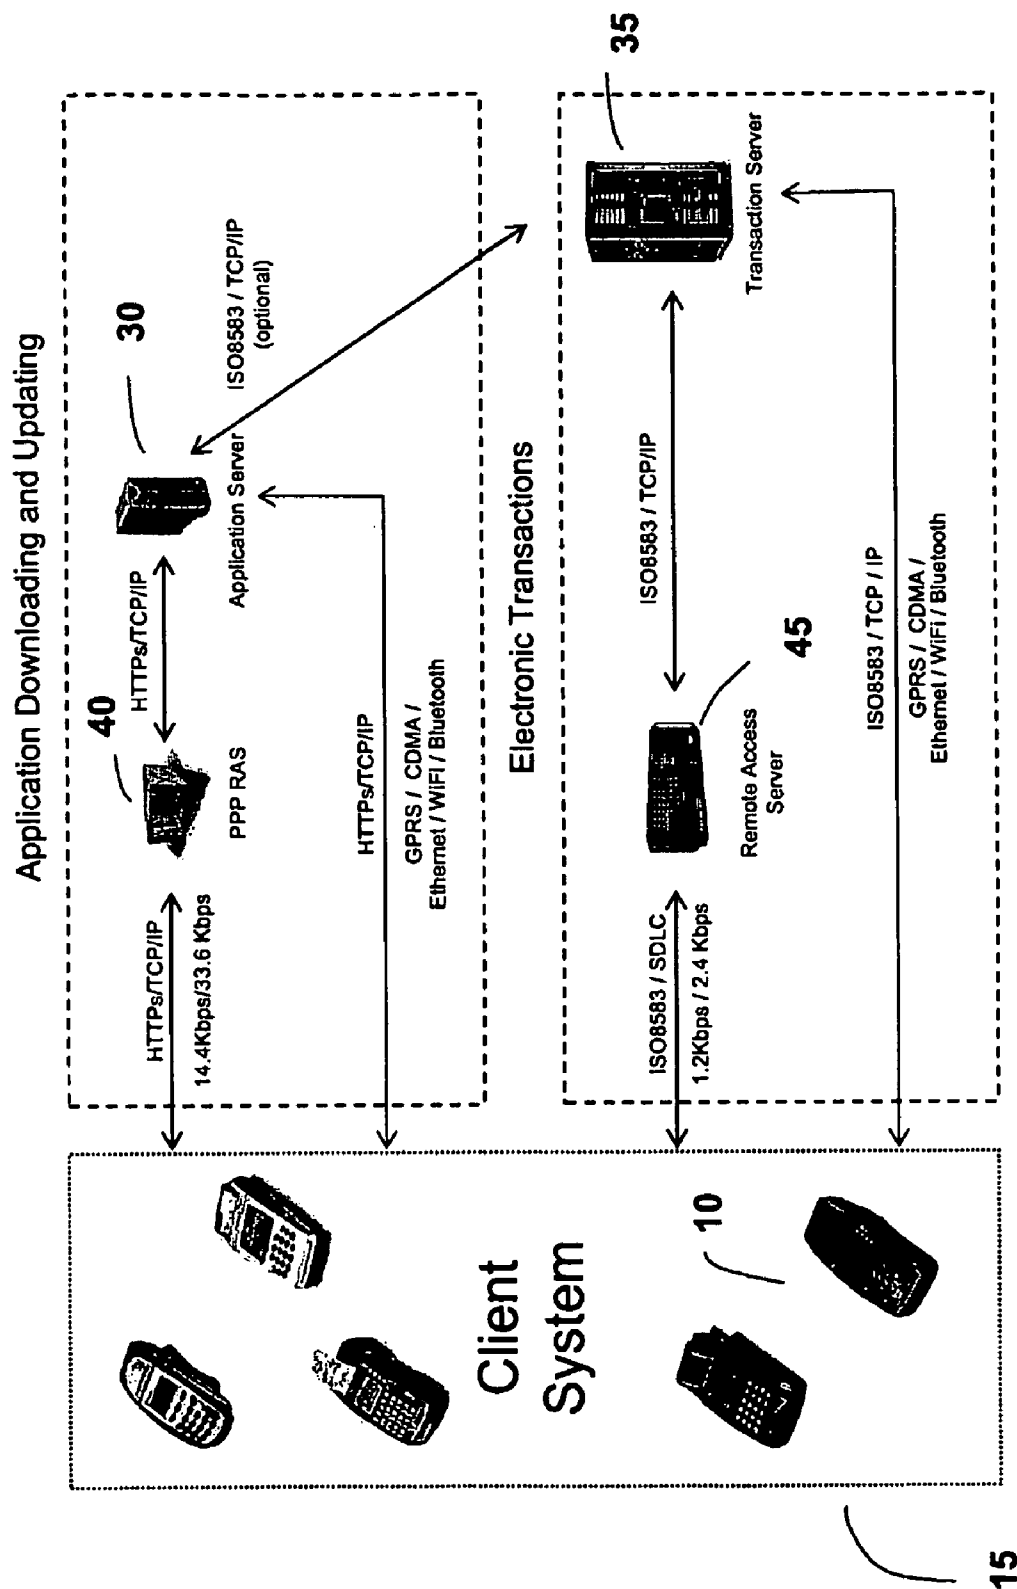 Application Downloading and Updating
40
30
HTTPs/TCP/IP
14.4Kbps/33.6 Kbps
PPP RAS
HTTPs/TCP/IP
Application Server
ISO8583 / TCP/IP
(optional)
HTTPs/TCP/IP
GPRS / CDMA /
Ethernet / WiFi / Bluetooth
Electronic Transactions
35
ISO8583 / SDLC
1.2Kbps / 2.4 Kbps
Remote Access
Server
45
ISO8583 / TCP/IP
Transaction Server
ISO8583 / TCP / IP
GPRS / CDMA /
Ethernet / WiFi / Bluetooth
Client
System
10
15